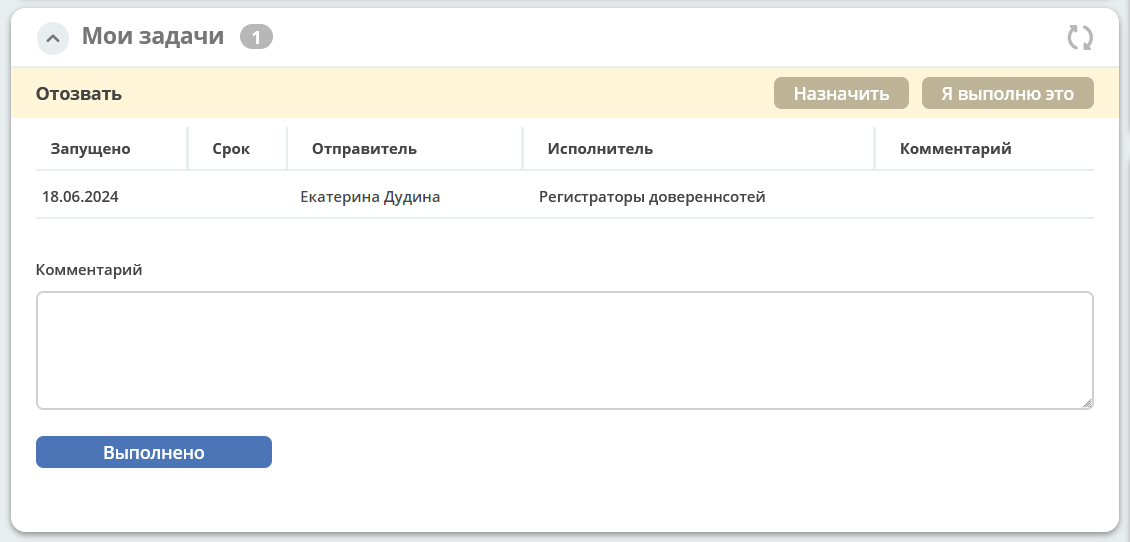 Мои задачи 1
Отозвать Назначить Я выполню это
Запущено Срок Отправитель Исполнитель Комментарий
18.06.2024 Екатерина Дудина Регистраторы довереннсотей
Комментарий
Выполнено